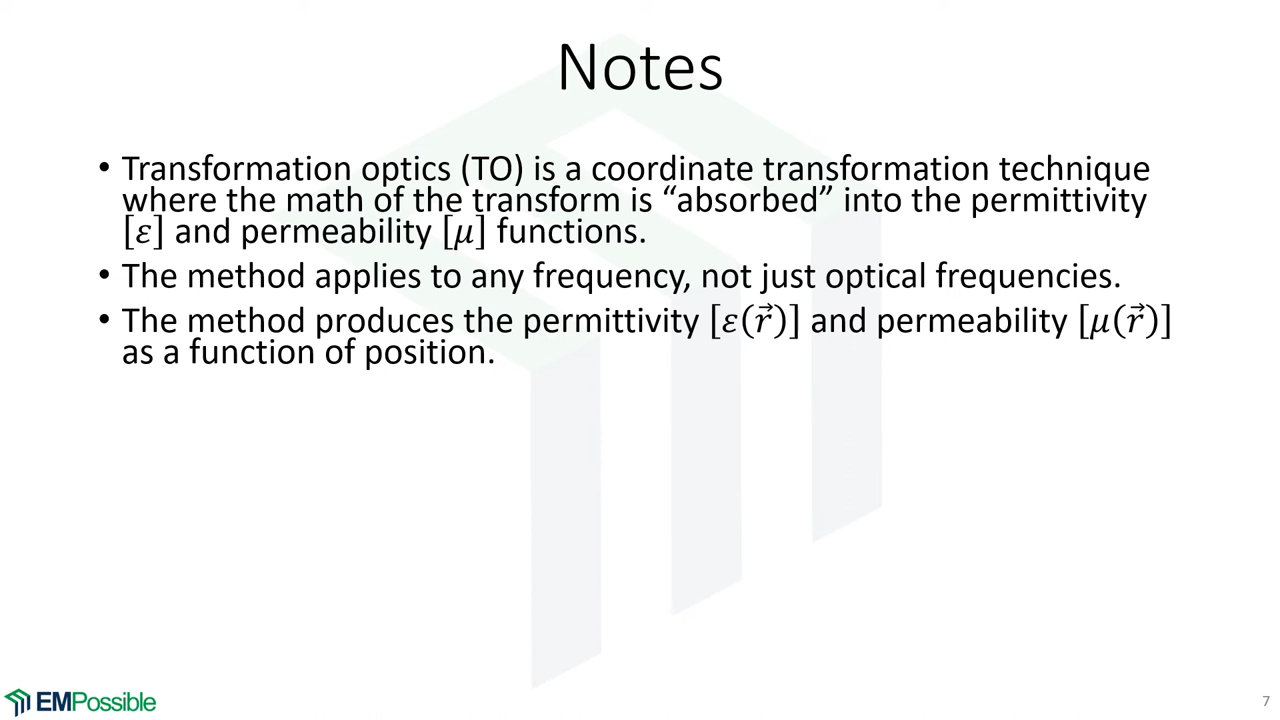 Notes
• Transformation optics (TO) is a coordinate transformation technique
where the math of the transform is “absorbed” into the permittivity
[ε] and permeability [μ] functions.
• The method applies to any frequency, not just optical frequencies.
• The method produces the permittivity [ε(r⃗)] and permeability [μ(r⃗)]
as a function of position.
EMPossible
7